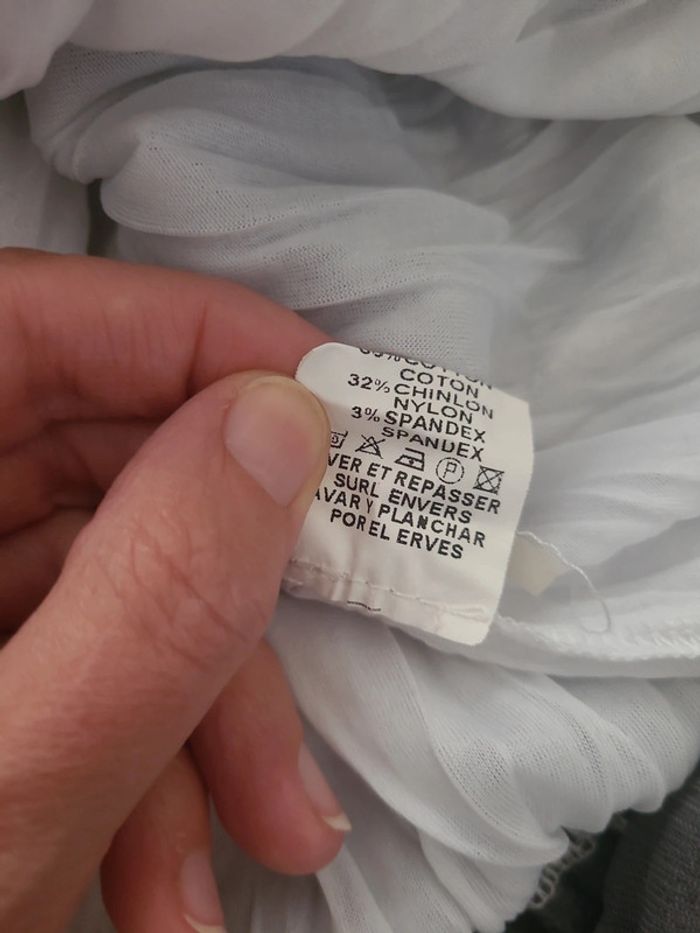 COTON
32% CHINLON
NYLON
3% SPANDEX
SPANDEX
P
VER ET REPASSER
SURL ENVERS
AVAR Y PLANCHAR
POREL ERVES